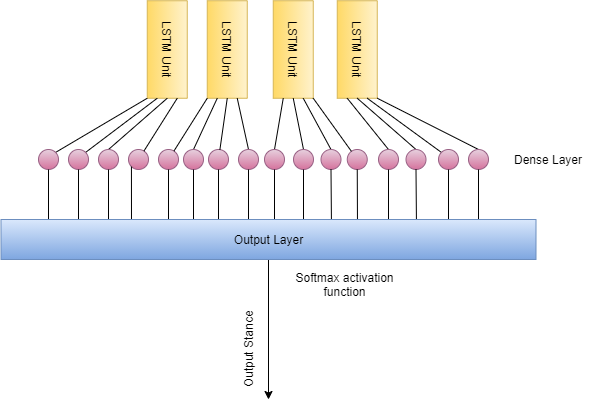 LSTM Unit
LSTM Unit
LSTM Unit
LSTM Unit
Dense Layer
Output Layer
Softmax activation
function
Output Stance